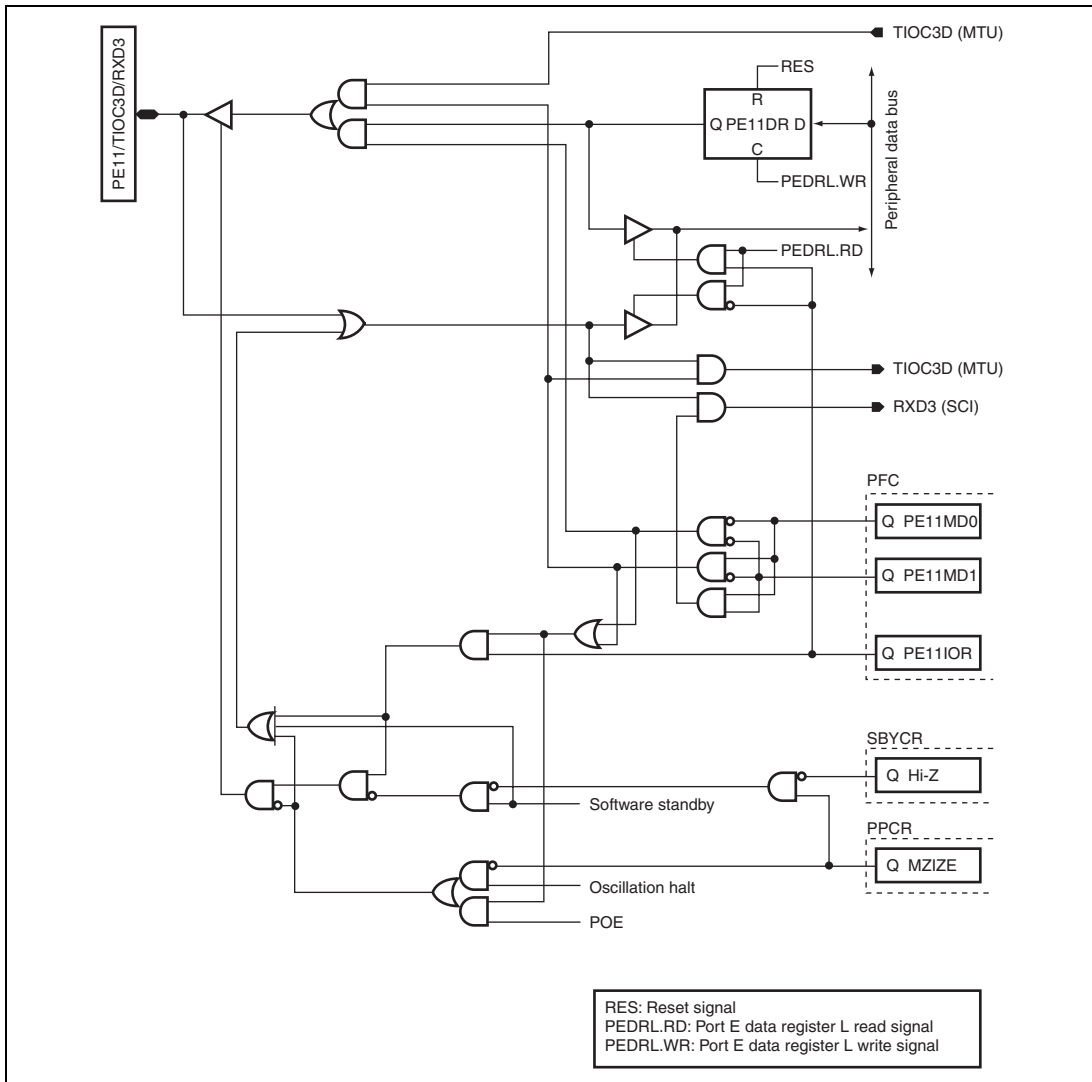 PE11/TIOC3D/RXD3
TIOC3D (MTU)
RES
R
Q PE11DR D
C
PEDRL.WR
Peripheral data bus
PEDRL.RD
TIOC3D (MTU)
RXD3 (SCI)
PFC
Q PE11MD0
Q PE11MD1
Q PE11IOR
SBYCR
Q Hi-Z
Software standby
PPCR
Q MZIZE
Oscillation halt
POE
RES: Reset signal
PEDRL.RD: Port E data register L read signal
PEDRL.WR: Port E data register L write signal